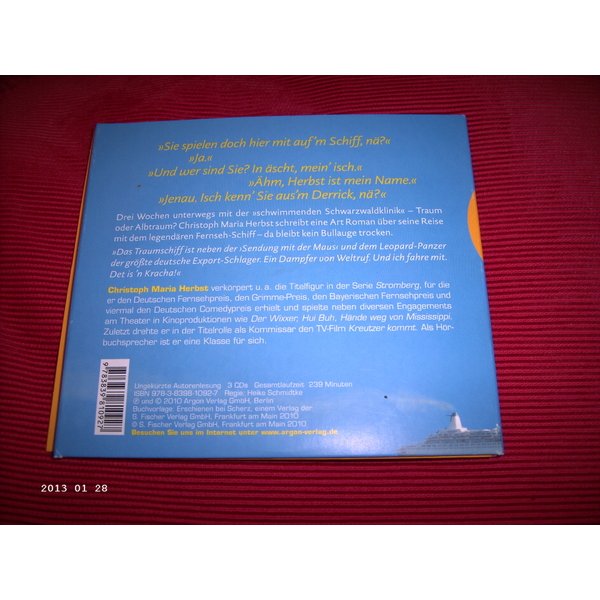 »Sie spielen doch hier mit auf'm Schiff, nä?«
»Ja.«
»Und wer sind Sie? In äscht, mein' isch.«
»Ähm, Herbst ist mein Name.«
»Jenau. Isch kenn' Sie aus'm Derrick, nä?«
Drei Wochen unterwegs mit der »schwimmenden Schwarzwaldklinik« – Traum
oder Albtraum? Christoph Maria Herbst schreibt eine Art Roman über seine Reise
mit dem legendären Fernseh-Schiff – da bleibt kein Bullauge trocken.
»Das Traumschiff ist neben der ›Sendung mit der Maus‹ und dem Leopard-Panzer
der größte deutsche Export-Schlager. Ein Dampfer von Weltruf. Und ich fahre mit.
Det is 'n Kracha!«
Christoph Maria Herbst verkörpert u. a. die Titelfigur in der Serie Stromberg, für die
er den Deutschen Fernsehpreis, den Grimme-Preis, den Bayerischen Fernsehpreis und
viermal den Deutschen Comedypreis erhielt und spielte neben diversen Engagements
am Theater in Kinoproduktionen wie Der Wixxer, Hui Buh, Hände weg von Mississippi.
Zuletzt drehte er in der Titelrolle als Kommissar den TV-Film Kreutzer kommt. Als Hör-
buchsprecher ist er eine Klasse für sich.
Ungekürzte Autorenlesung 3 CDs Gesamtlaufzeit 239 Minuten
ISBN 978-3-8398-1092-7 Regie: Heike Schmidtke
℗ und © 2010 Argon Verlag GmbH, Berlin
Buchvorlage: Erschienen bei Scherz, einem Verlag der
S. Fischer Verlag GmbH, Frankfurt am Main 2010
© S. Fischer Verlag GmbH, Frankfurt am Main 2010
Besuchen Sie uns im Internet unter www.argon-verlag.de
9783839810927
2013 01 28